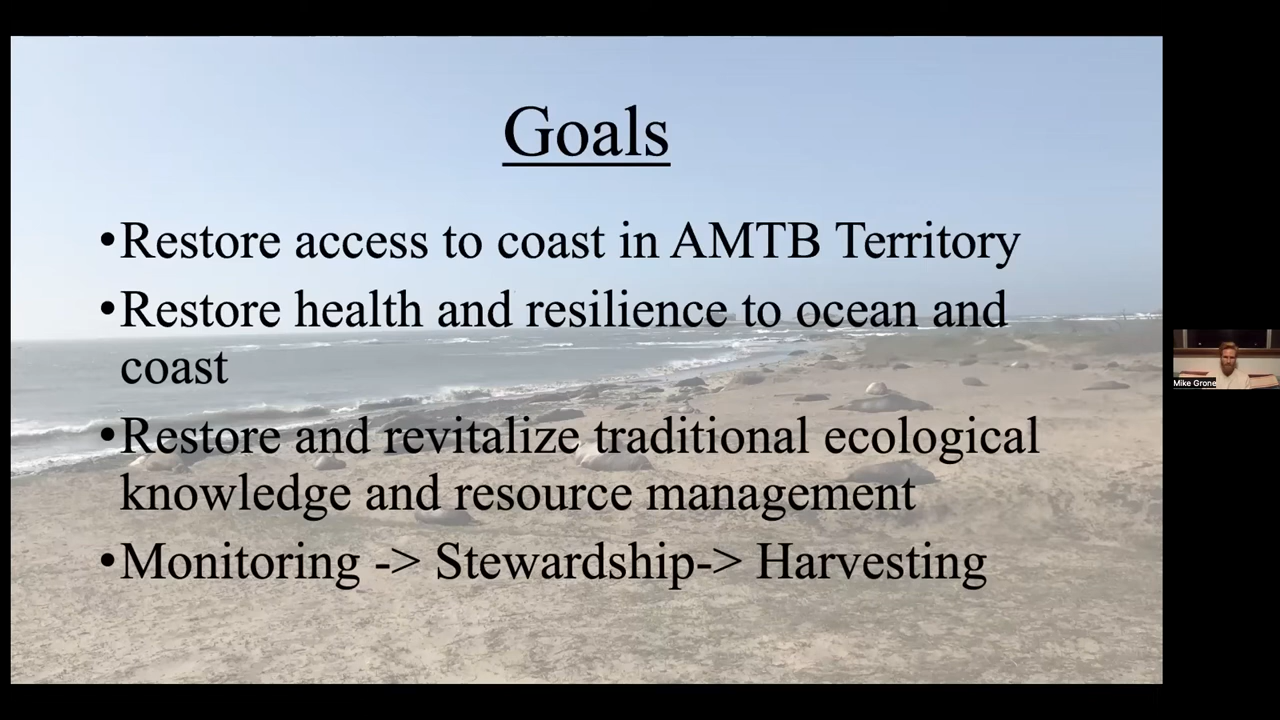 Goals
•Restore access to coast in AMTB Territory
•Restore health and resilience to ocean and
coast
•Restore and revitalize traditional ecological
knowledge and resource management
•Monitoring -> Stewardship-> Harvesting
Mike Grone